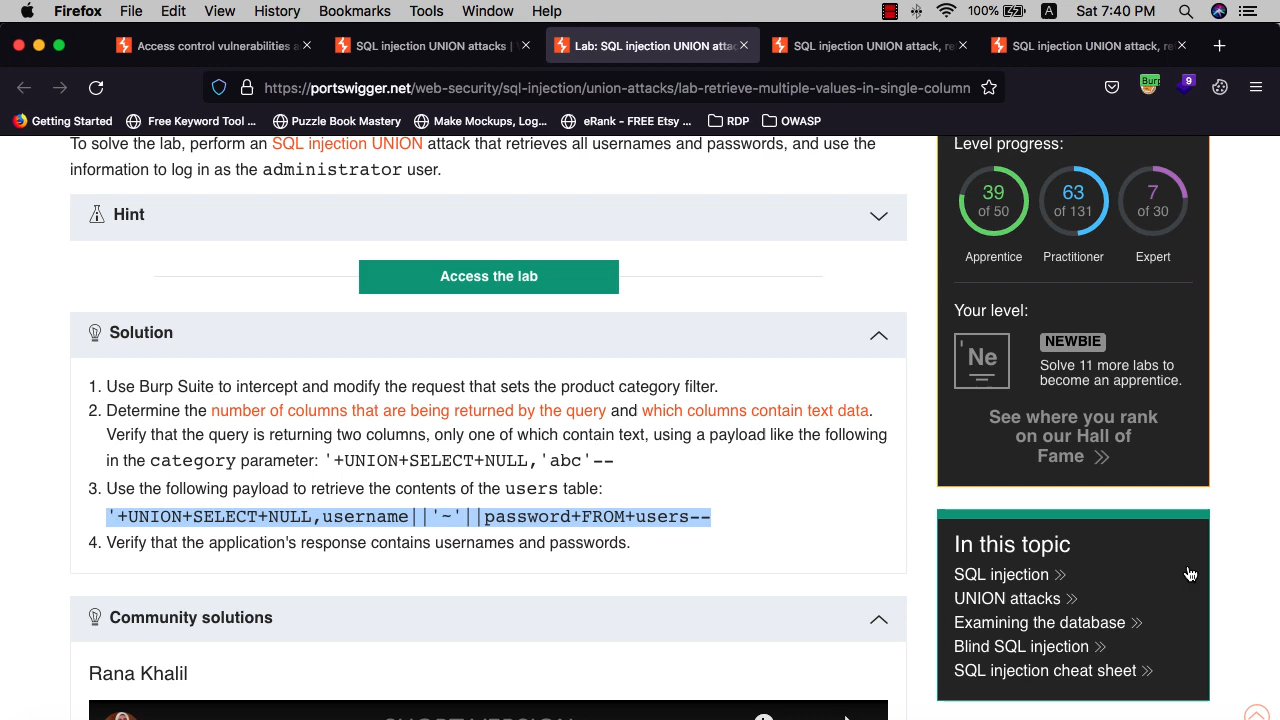 Firefox File Edit View History Bookmarks Tools Window Help 100% A Sat 7:40 PM
Access control vulnerabilities a
SQL injection UNION attacks |
Lab: SQL injection UNION atta
SQL injection UNION attack, re
SQL injection UNION attack, re
https://portswigger.net/web-security/sql-injection/union-attacks/lab-retrieve-multiple-values-in-single-column Burp 9
Getting Started Free Keyword Tool ... Puzzle Book Mastery Make Mockups, Log... eRank - FREE Etsy ... RDP OWASP
To solve the lab, perform an SQL injection UNION attack that retrieves all usernames and passwords, and use the
information to log in as the administrator user.
Hint
Access the lab
Solution
1. Use Burp Suite to intercept and modify the request that sets the product category filter.
2. Determine the number of columns that are being returned by the query and which columns contain text data.
Verify that the query is returning two columns, only one of which contain text, using a payload like the following
in the category parameter: '+UNION+SELECT+NULL,'abc'--
3. Use the following payload to retrieve the contents of the users table:
'+UNION+SELECT+NULL,username||'~'||password+FROM+users--
4. Verify that the application's response contains usernames and passwords.
Community solutions
Rana Khalil
Level progress:
39 of 50
63 of 131
7 of 30
Apprentice Practitioner Expert
Your level:
Ne
NEWBIE
Solve 11 more labs to
become an apprentice.
See where you rank
on our Hall of
Fame
In this topic
SQL injection
UNION attacks
Examining the database
Blind SQL injection
SQL injection cheat sheet